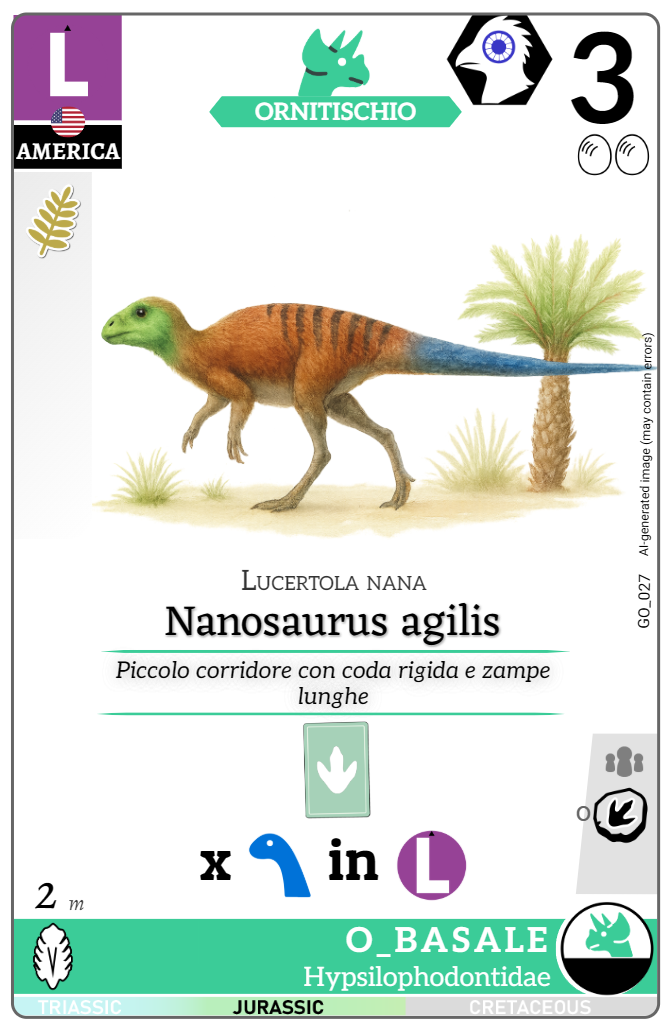 L
AMERICA
ORNITISCHIO
3
AI-generated image (may contain errors)
GO_027
Lucertola nana
Nanosaurus agilis
Piccolo corridore con coda rigida e zampe
lunghe
O
x in L
2 m
O_BASALE
Hypsilophodontidae
TRIASSIC JURASSIC CRETACEOUS